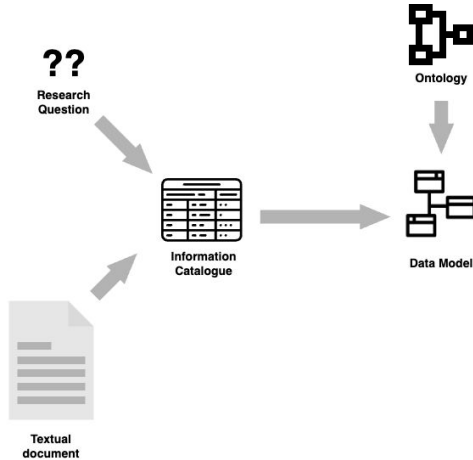 ??
Research
Question
Ontology
Information
Catalogue
Data Model
Textual
document